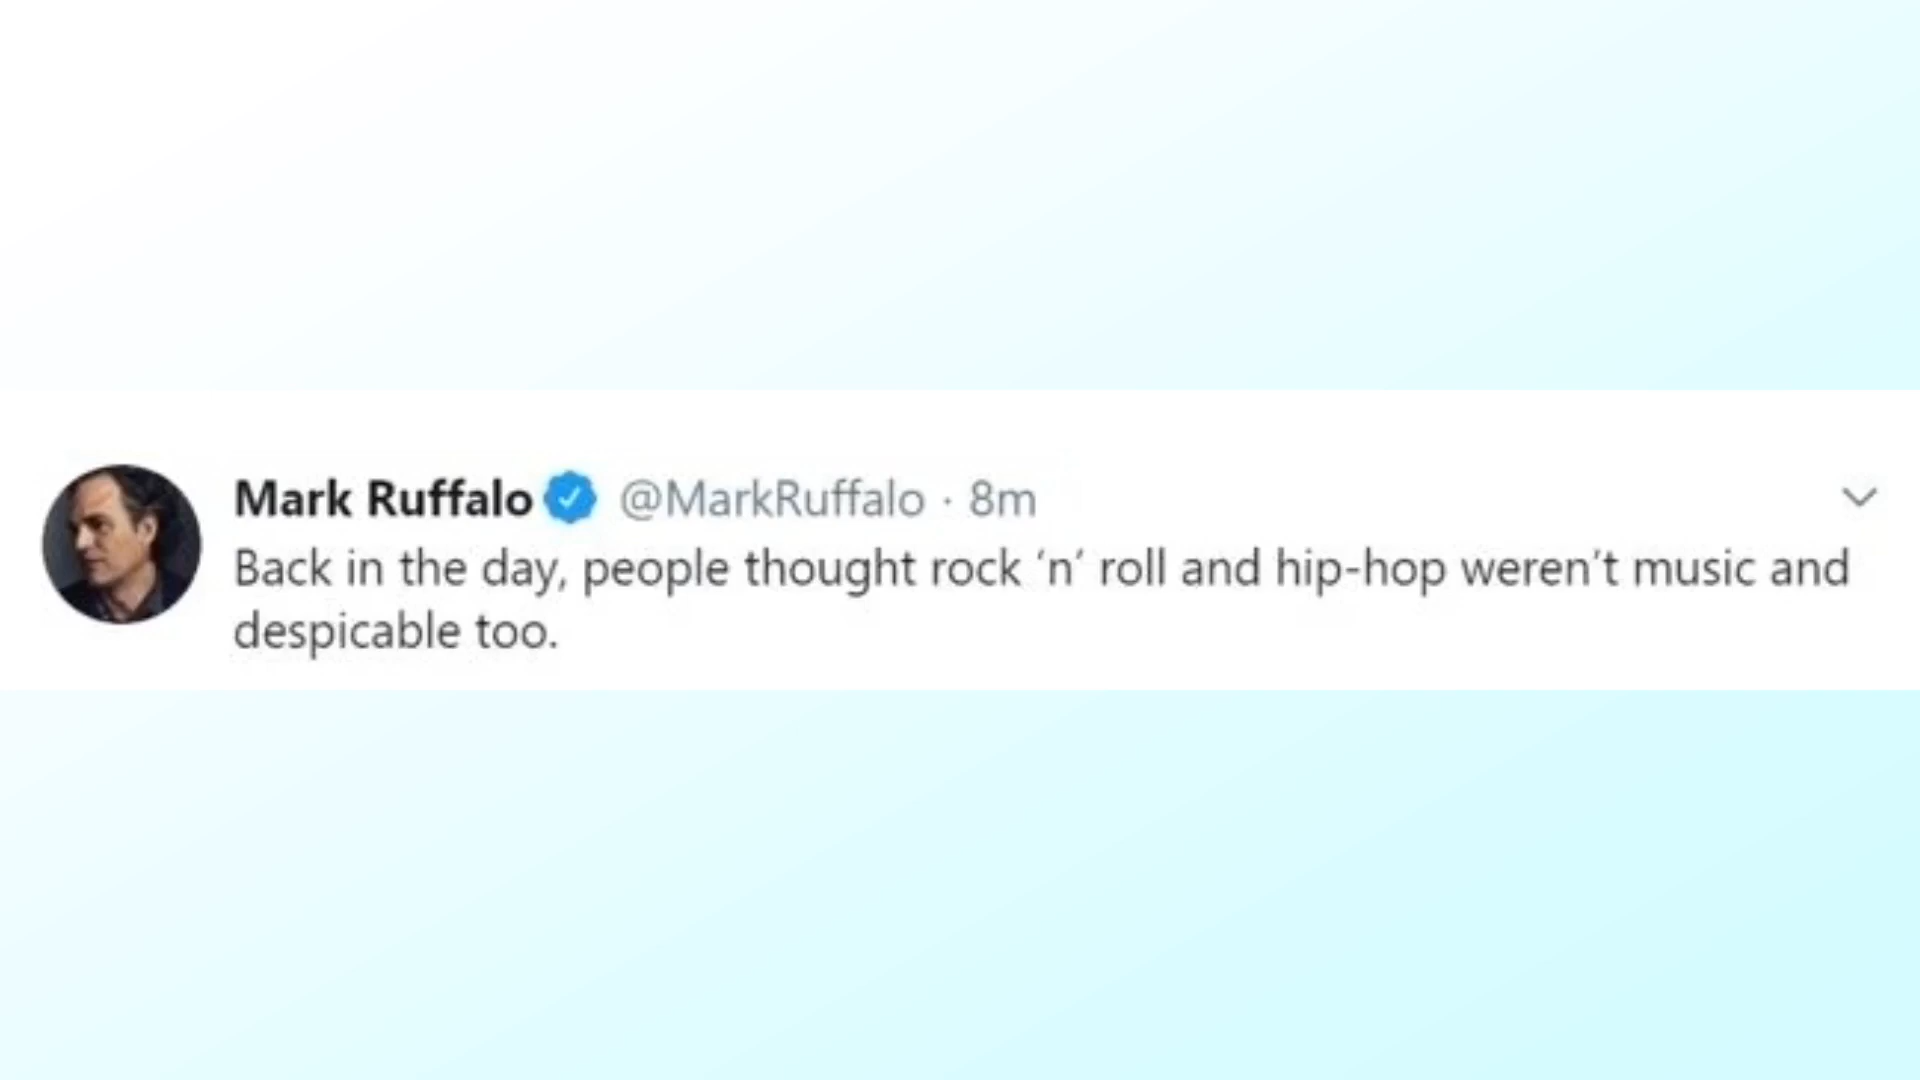 Mark Ruffalo @MarkRuffalo · 8m
Back in the day, people thought rock ‘n’ roll and hip-hop weren’t music and
despicable too.